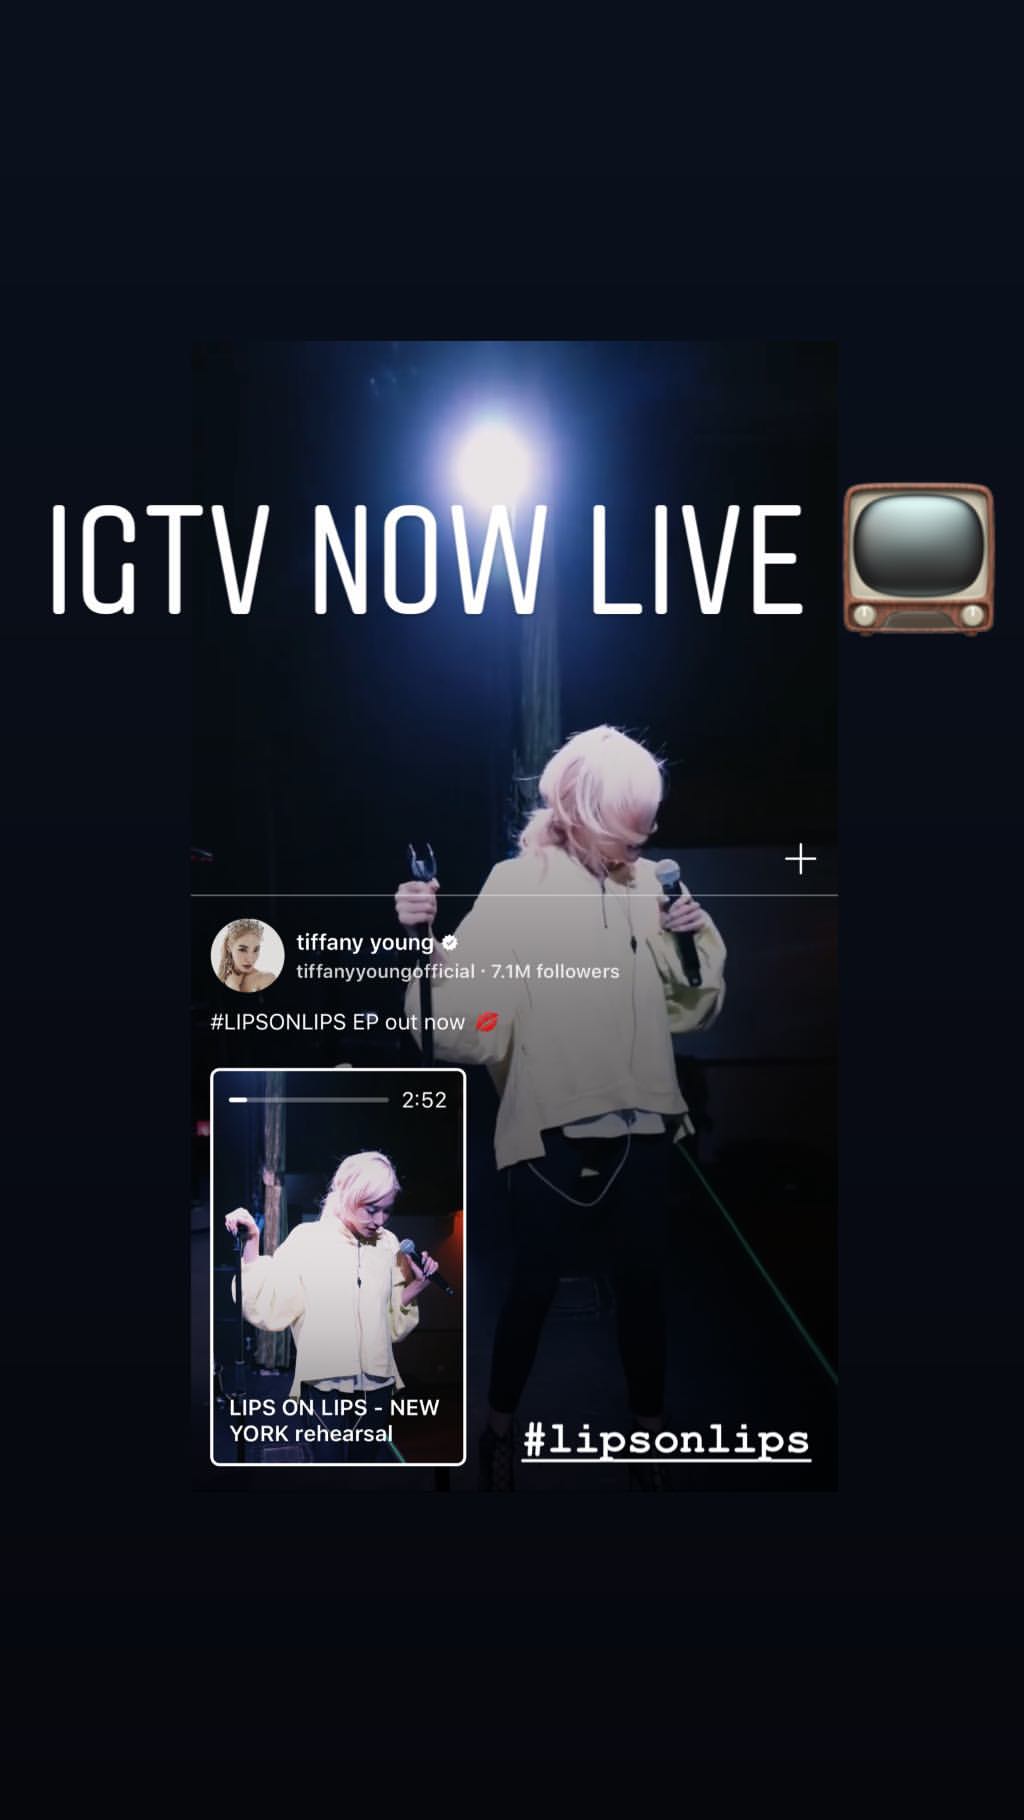 IGTV NOW LIVE
tiffany young
tiffanyyoungofficial · 7.1M followers
#LIPSONLIPS EP out now 💋
2:52
LIPS ON LIPS - NEW
YORK rehearsal
#lipsonlips